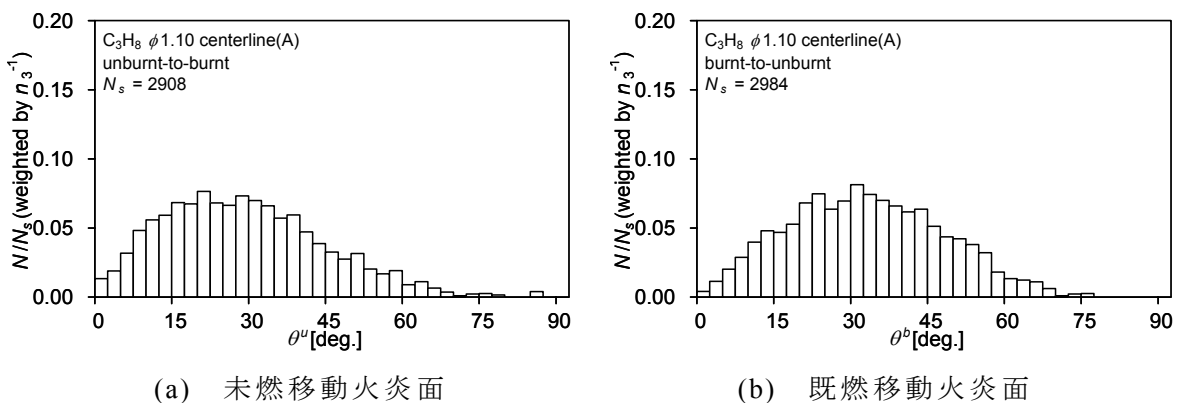 0.20
0.15
0.10
0.05
0.00
N/Nₛ(weighted by n₃⁻¹)
C₃H₈ ϕ1.10 centerline(A)
unburnt-to-burnt
Nₛ = 2908
0 15 30 45 60 75 90
θᵘ[deg.]
(a) 未燃移動火炎面
0.20
0.15
0.10
0.05
0.00
N/Nₛ(weighted by n₃⁻¹)
C₃H₈ ϕ1.10 centerline(A)
burnt-to-unburnt
Nₛ = 2984
0 15 30 45 60 75 90
θᵇ[deg.]
(b) 既燃移動火炎面